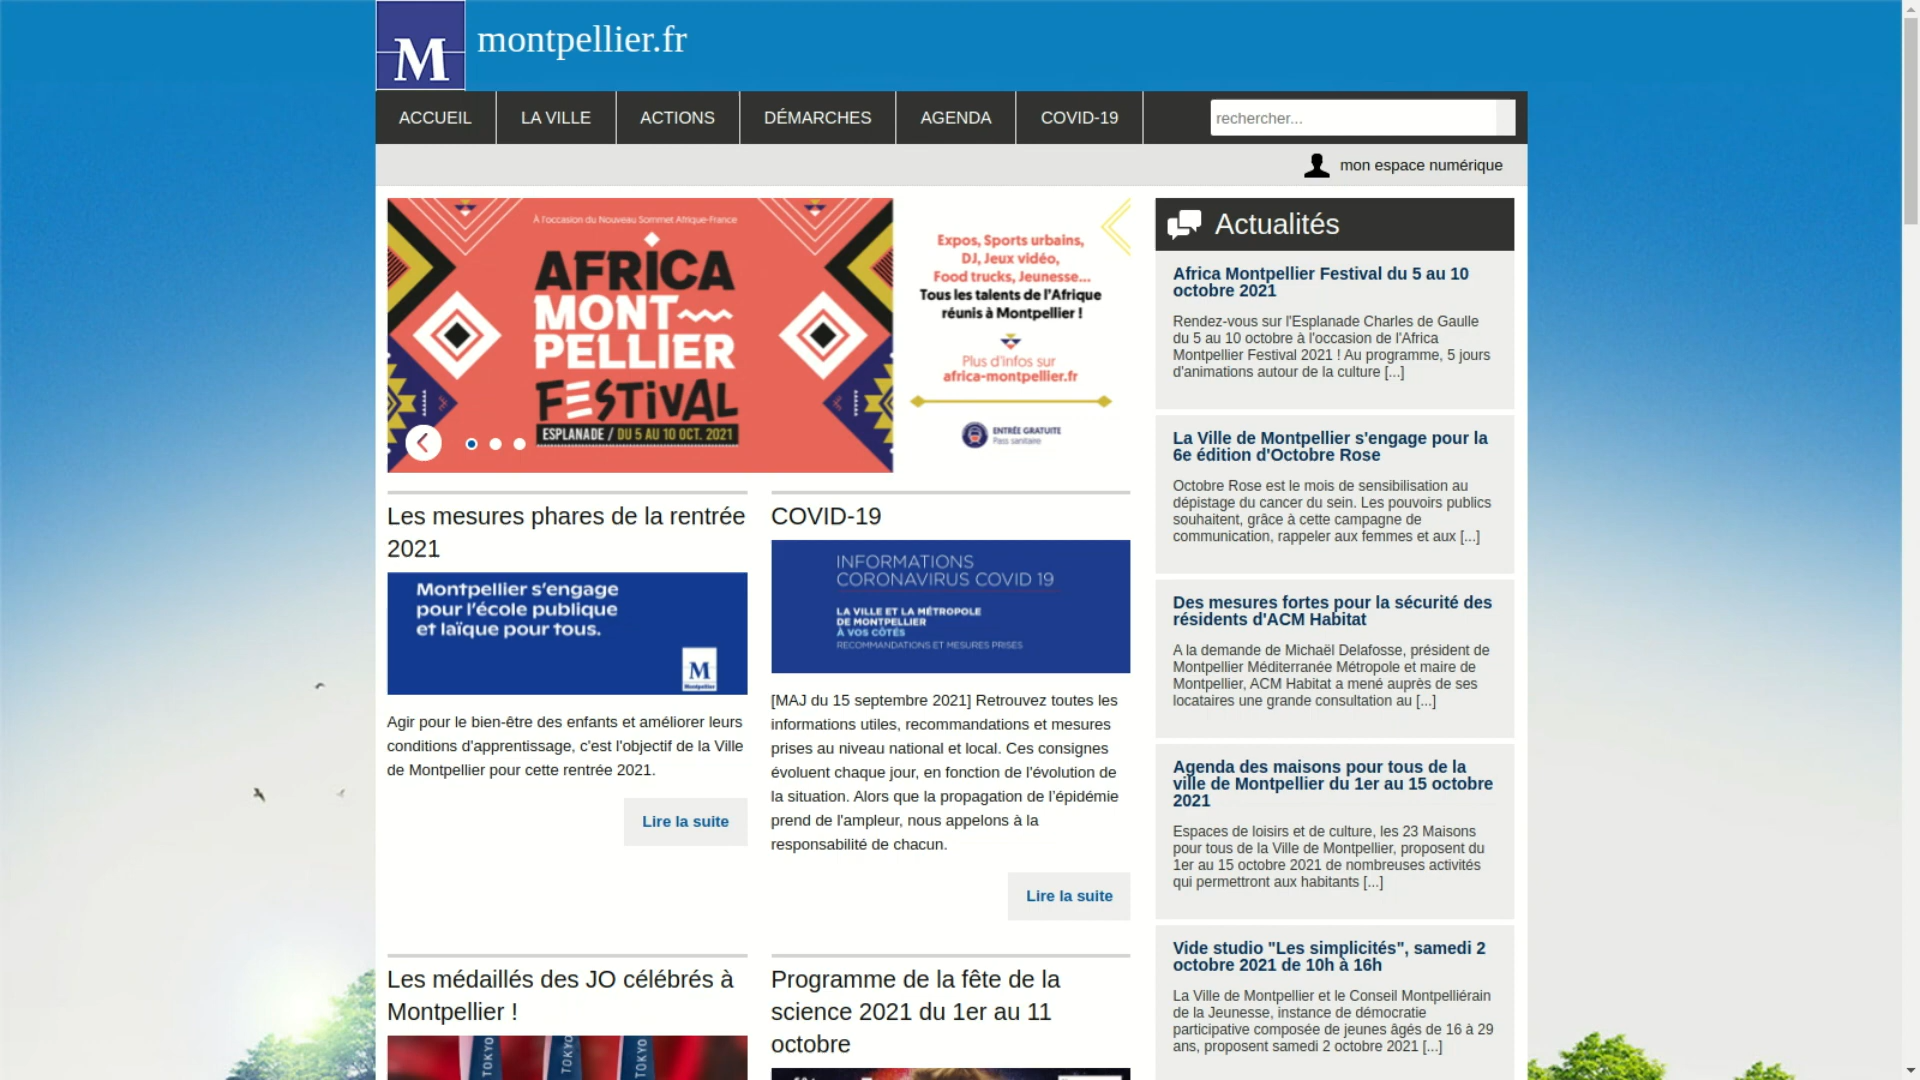 M
montpellier.fr
ACCUEIL
LA VILLE
ACTIONS
DÉMARCHES
AGENDA
COVID-19
rechercher...
mon espace numérique
À l'occasion du Nouveau Sommet Afrique-France
AFRICA
MONT
PELLIER
FESTIVAL
ESPLANADE / DU 5 AU 10 OCT. 2021
Expos, Sports urbains,
DJ, Jeux vidéo,
Food trucks, Jeunesse...
Tous les talents de l'Afrique
réunis à Montpellier !
Plus d'infos sur
africa-montpellier.fr
ENTRÉE GRATUITE
Pass sanitaire
Les mesures phares de la rentrée
2021
Montpellier s'engage
pour l'école publique
et laïque pour tous.
M
Montpellier
Agir pour le bien-être des enfants et améliorer leurs
conditions d'apprentissage, c'est l'objectif de la Ville
de Montpellier pour cette rentrée 2021.
Lire la suite
COVID-19
INFORMATIONS
CORONAVIRUS COVID 19
LA VILLE ET LA MÉTROPOLE
DE MONTPELLIER
À VOS CÔTÉS
RECOMMANDATIONS ET MESURES PRISES
[MAJ du 15 septembre 2021] Retrouvez toutes les
informations utiles, recommandations et mesures
prises au niveau national et local. Ces consignes
évoluent chaque jour, en fonction de l'évolution de
la situation. Alors que la propagation de l'épidémie
prend de l'ampleur, nous appelons à la
responsabilité de chacun.
Lire la suite
Les médaillés des JO célébrés à
Montpellier !
TOKYO
TOKYO
TOKYO
Programme de la fête de la
science 2021 du 1er au 11
octobre
Actualités
Africa Montpellier Festival du 5 au 10
octobre 2021
Rendez-vous sur l'Esplanade Charles de Gaulle
du 5 au 10 octobre à l'occasion de l'Africa
Montpellier Festival 2021 ! Au programme, 5 jours
d'animations autour de la culture [...]
La Ville de Montpellier s'engage pour la
6e édition d'Octobre Rose
Octobre Rose est le mois de sensibilisation au
dépistage du cancer du sein. Les pouvoirs publics
souhaitent, grâce à cette campagne de
communication, rappeler aux femmes et aux [...]
Des mesures fortes pour la sécurité des
résidents d'ACM Habitat
A la demande de Michaël Delafosse, président de
Montpellier Méditerranée Métropole et maire de
Montpellier, ACM Habitat a mené auprès de ses
locataires une grande consultation au [...]
Agenda des maisons pour tous de la
ville de Montpellier du 1er au 15 octobre
2021
Espaces de loisirs et de culture, les 23 Maisons
pour tous de la Ville de Montpellier, proposent du
1er au 15 octobre 2021 de nombreuses activités
qui permettront aux habitants [...]
Vide studio "Les simplicités", samedi 2
octobre 2021 de 10h à 16h
La Ville de Montpellier et le Conseil Montpelliérain
de la Jeunesse, instance de démocratie
participative composée de jeunes âgés de 16 à 29
ans, proposent samedi 2 octobre 2021 [...]